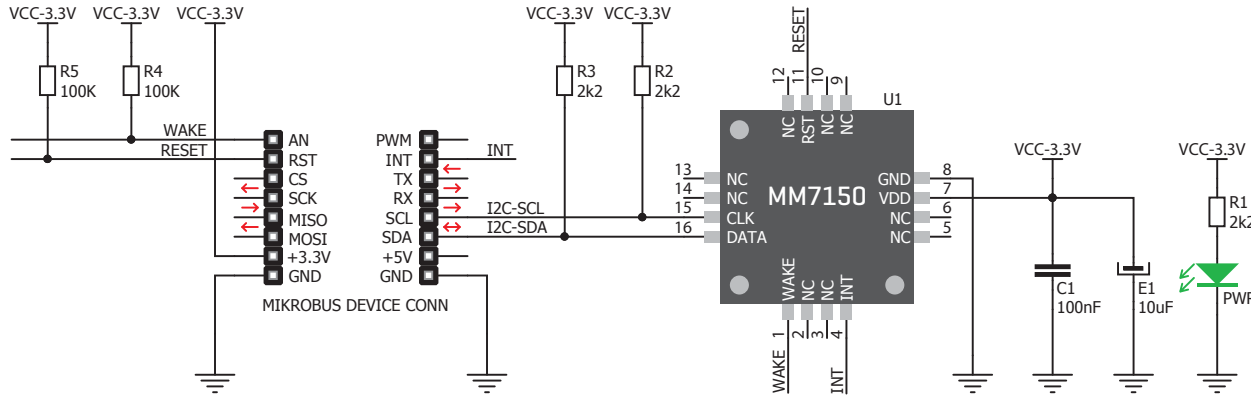 VCC-3.3V
VCC-3.3V
VCC-3.3V
VCC-3.3V
VCC-3.3V
R5
100K
R4
100K
R3
2k2
R2
2k2
RESET
12
11
10
9
NC
RST
NC
NC
U1
WAKE
RESET
AN
RST
CS
SCK
MISO
MOSI
+3.3V
GND
PWM
INT
TX
RX
SCL
SDA
+5V
GND
INT
I2C-SCL
I2C-SDA
MIKROBUS DEVICE CONN
13
14
15
16
NC
NC
CLK
DATA
MM7150
GND
VDD
NC
NC
8
7
6
5
WAKE
NC
NC
INT
1
2
3
4
WAKE
INT
VCC-3.3V
C1
100nF
E1
10uF
VCC-3.3V
R1
2k2
PWR